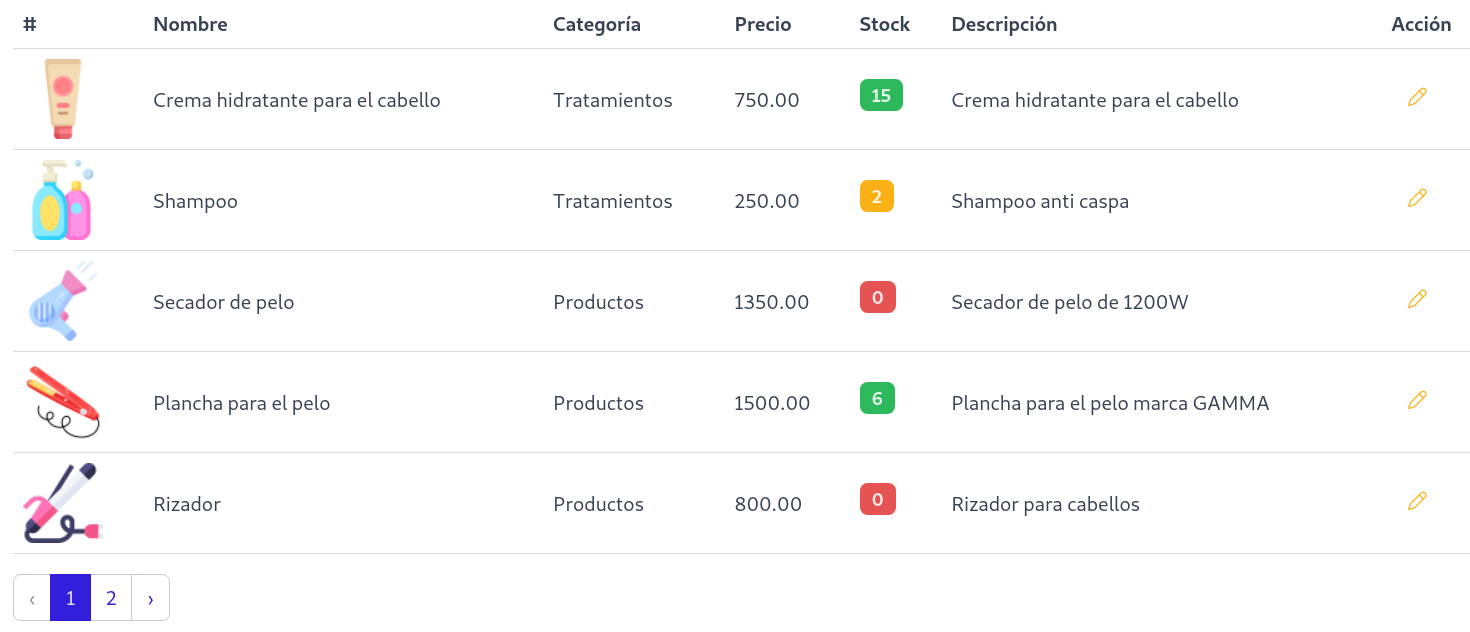 # Nombre Categoría Precio Stock Descripción Acción
Crema hidratante para el cabello Tratamientos 750.00 15 Crema hidratante para el cabello
Shampoo Tratamientos 250.00 2 Shampoo anti caspa
Secador de pelo Productos 1350.00 0 Secador de pelo de 1200W
Plancha para el pelo Productos 1500.00 6 Plancha para el pelo marca GAMMA
Rizador Productos 800.00 0 Rizador para cabellos
‹ 1 2 ›